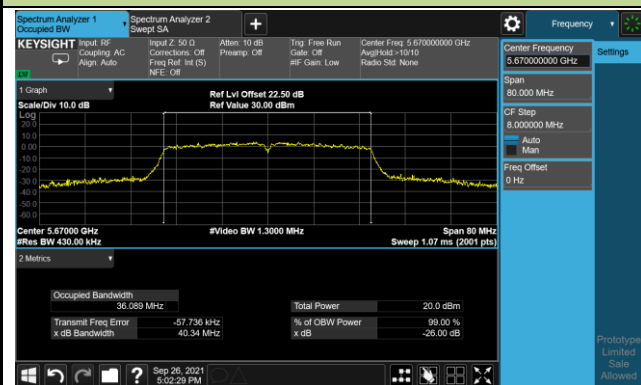 Spectrum Analyzer 1
Occupied BW
Spectrum Analyzer 2
Swept SA
Frequency
KEYSIGHT
Input: RF
Coupling: AC
Align: Auto
Input Z: 50 Ω
Corrections: Off
Freq Ref: Int (S)
NFE: Off
Atten: 10 dB
Preamp: Off
Trig: Free Run
Gate: Off
#IF Gain: Low
Center Freq: 5.670000000 GHz
Avg|Hold:>10/10
Radio Std: None
Center Frequency
5.670000000 GHz
Settings
Span
80.000 MHz
CF Step
8.000000 MHz
Auto
Man
Freq Offset
0 Hz
1 Graph
Scale/Div 10.0 dB
Ref Lvl Offset 22.50 dB
Ref Value 30.00 dBm
Log
20.0
10.0
0.00
-10.0
-20.0
-30.0
-40.0
-50.0
-60.0
Center 5.67000 GHz
#Res BW 430.00 kHz
#Video BW 1.3000 MHz
Span 80 MHz
Sweep 1.07 ms (2001 pts)
2 Metrics
Occupied Bandwidth
36.089 MHz
Total Power 20.0 dBm
Transmit Freq Error -57.736 kHz
% of OBW Power 99.00 %
x dB Bandwidth 40.34 MHz
x dB -26.00 dB
Sep 26, 2021
5:02:29 PM
Prototype
Limited
Sale
Allowed